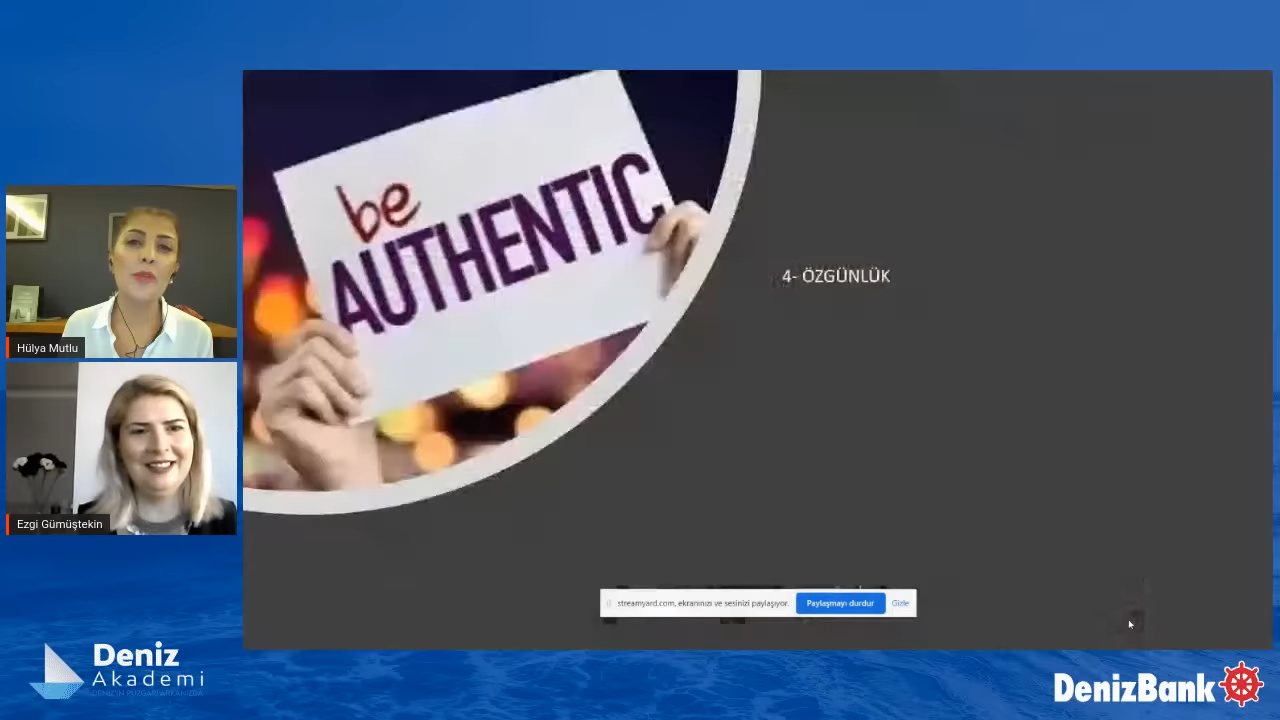 be
AUTHENTIC
4- ÖZGÜNLÜK
Hülya Mutlu
Ezgi Gümüştekin
streamyard.com, ekranınızı ve sesinizi paylaşıyor.
Paylaşmayı durdur
Gizle
Deniz
Akademi
DenizBank